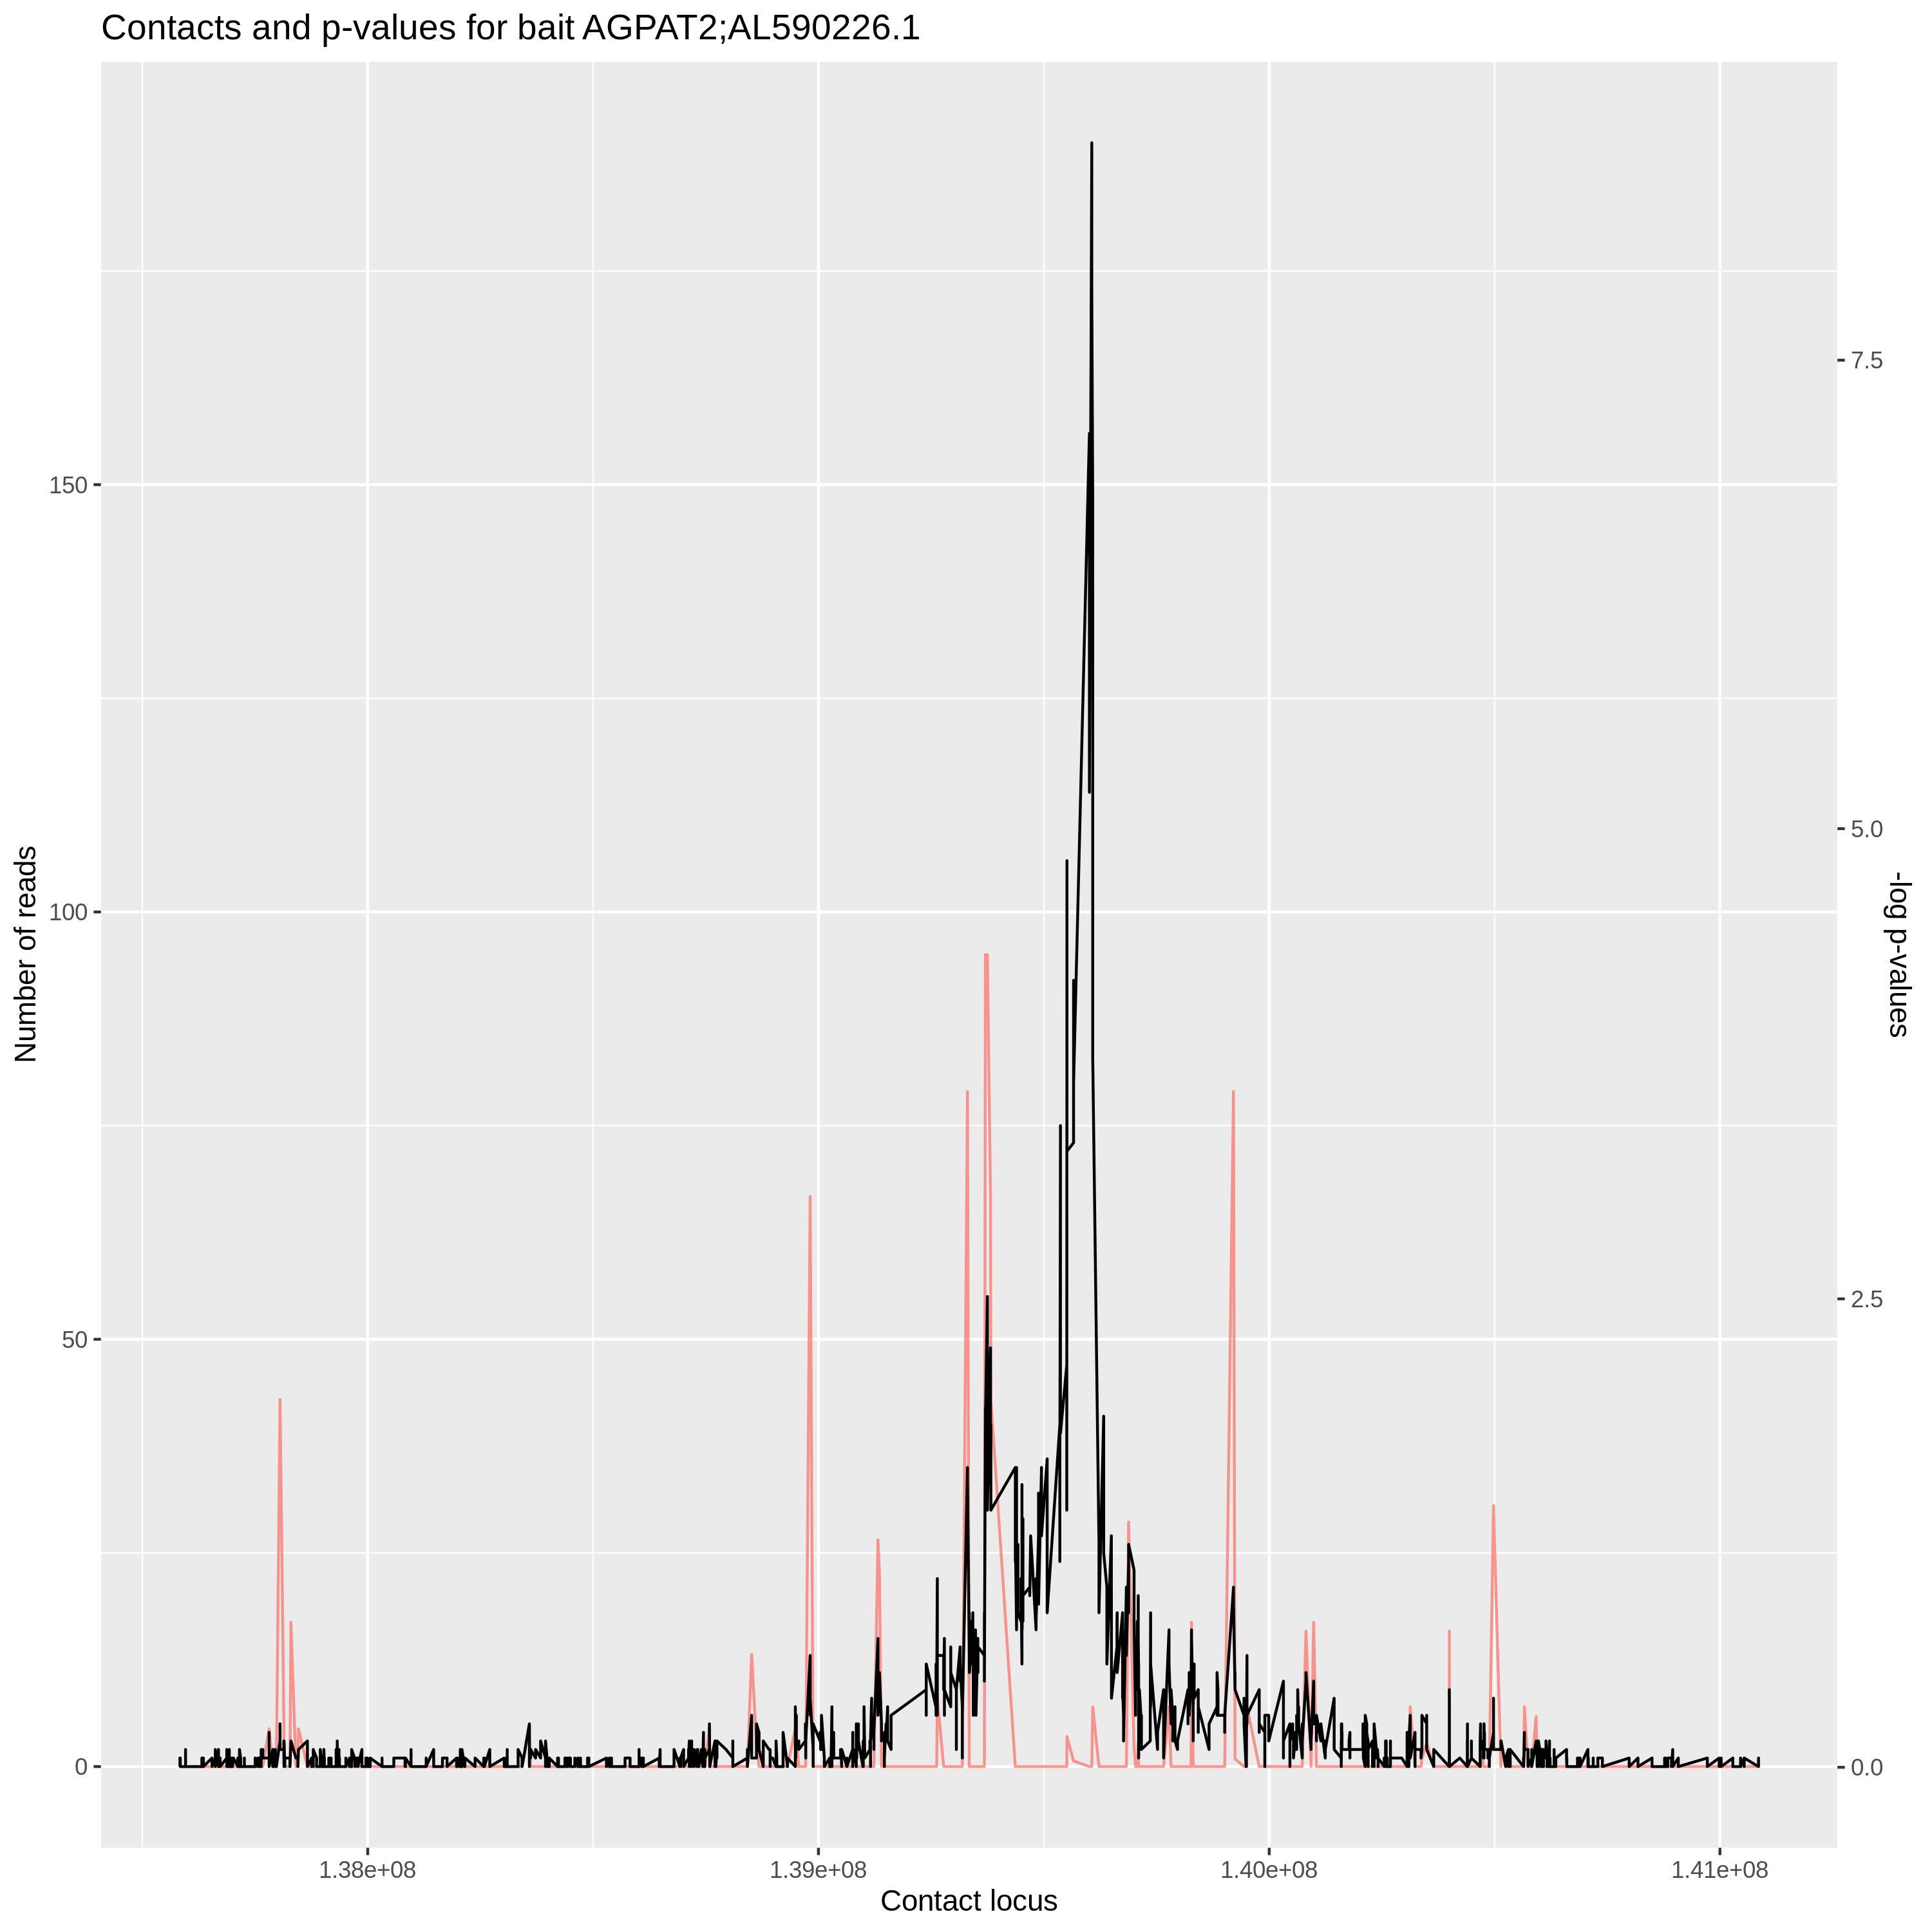 Contacts and p-values for bait AGPAT2;AL590226.1
Number of reads
150
100
50
0
7.5
5.0
2.5
0.0
-log p-values
1.38e+08
1.39e+08
1.40e+08
1.41e+08
Contact locus